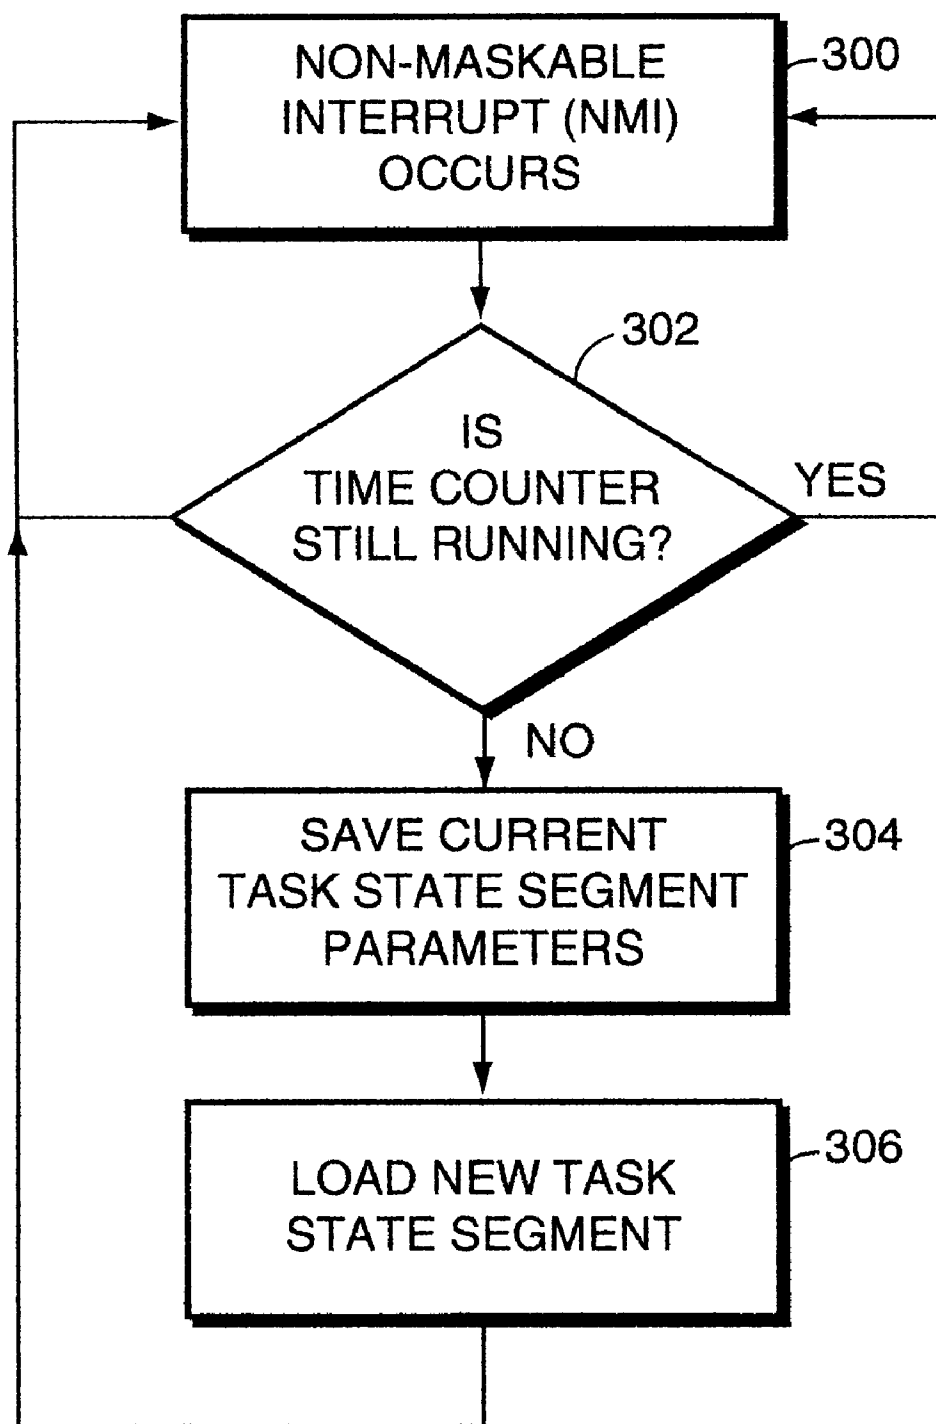 NON-MASKABLE
INTERRUPT (NMI)
OCCURS
300
302
IS
TIME COUNTER
STILL RUNNING?
YES
NO
SAVE CURRENT
TASK STATE SEGMENT
PARAMETERS
304
LOAD NEW TASK
STATE SEGMENT
306